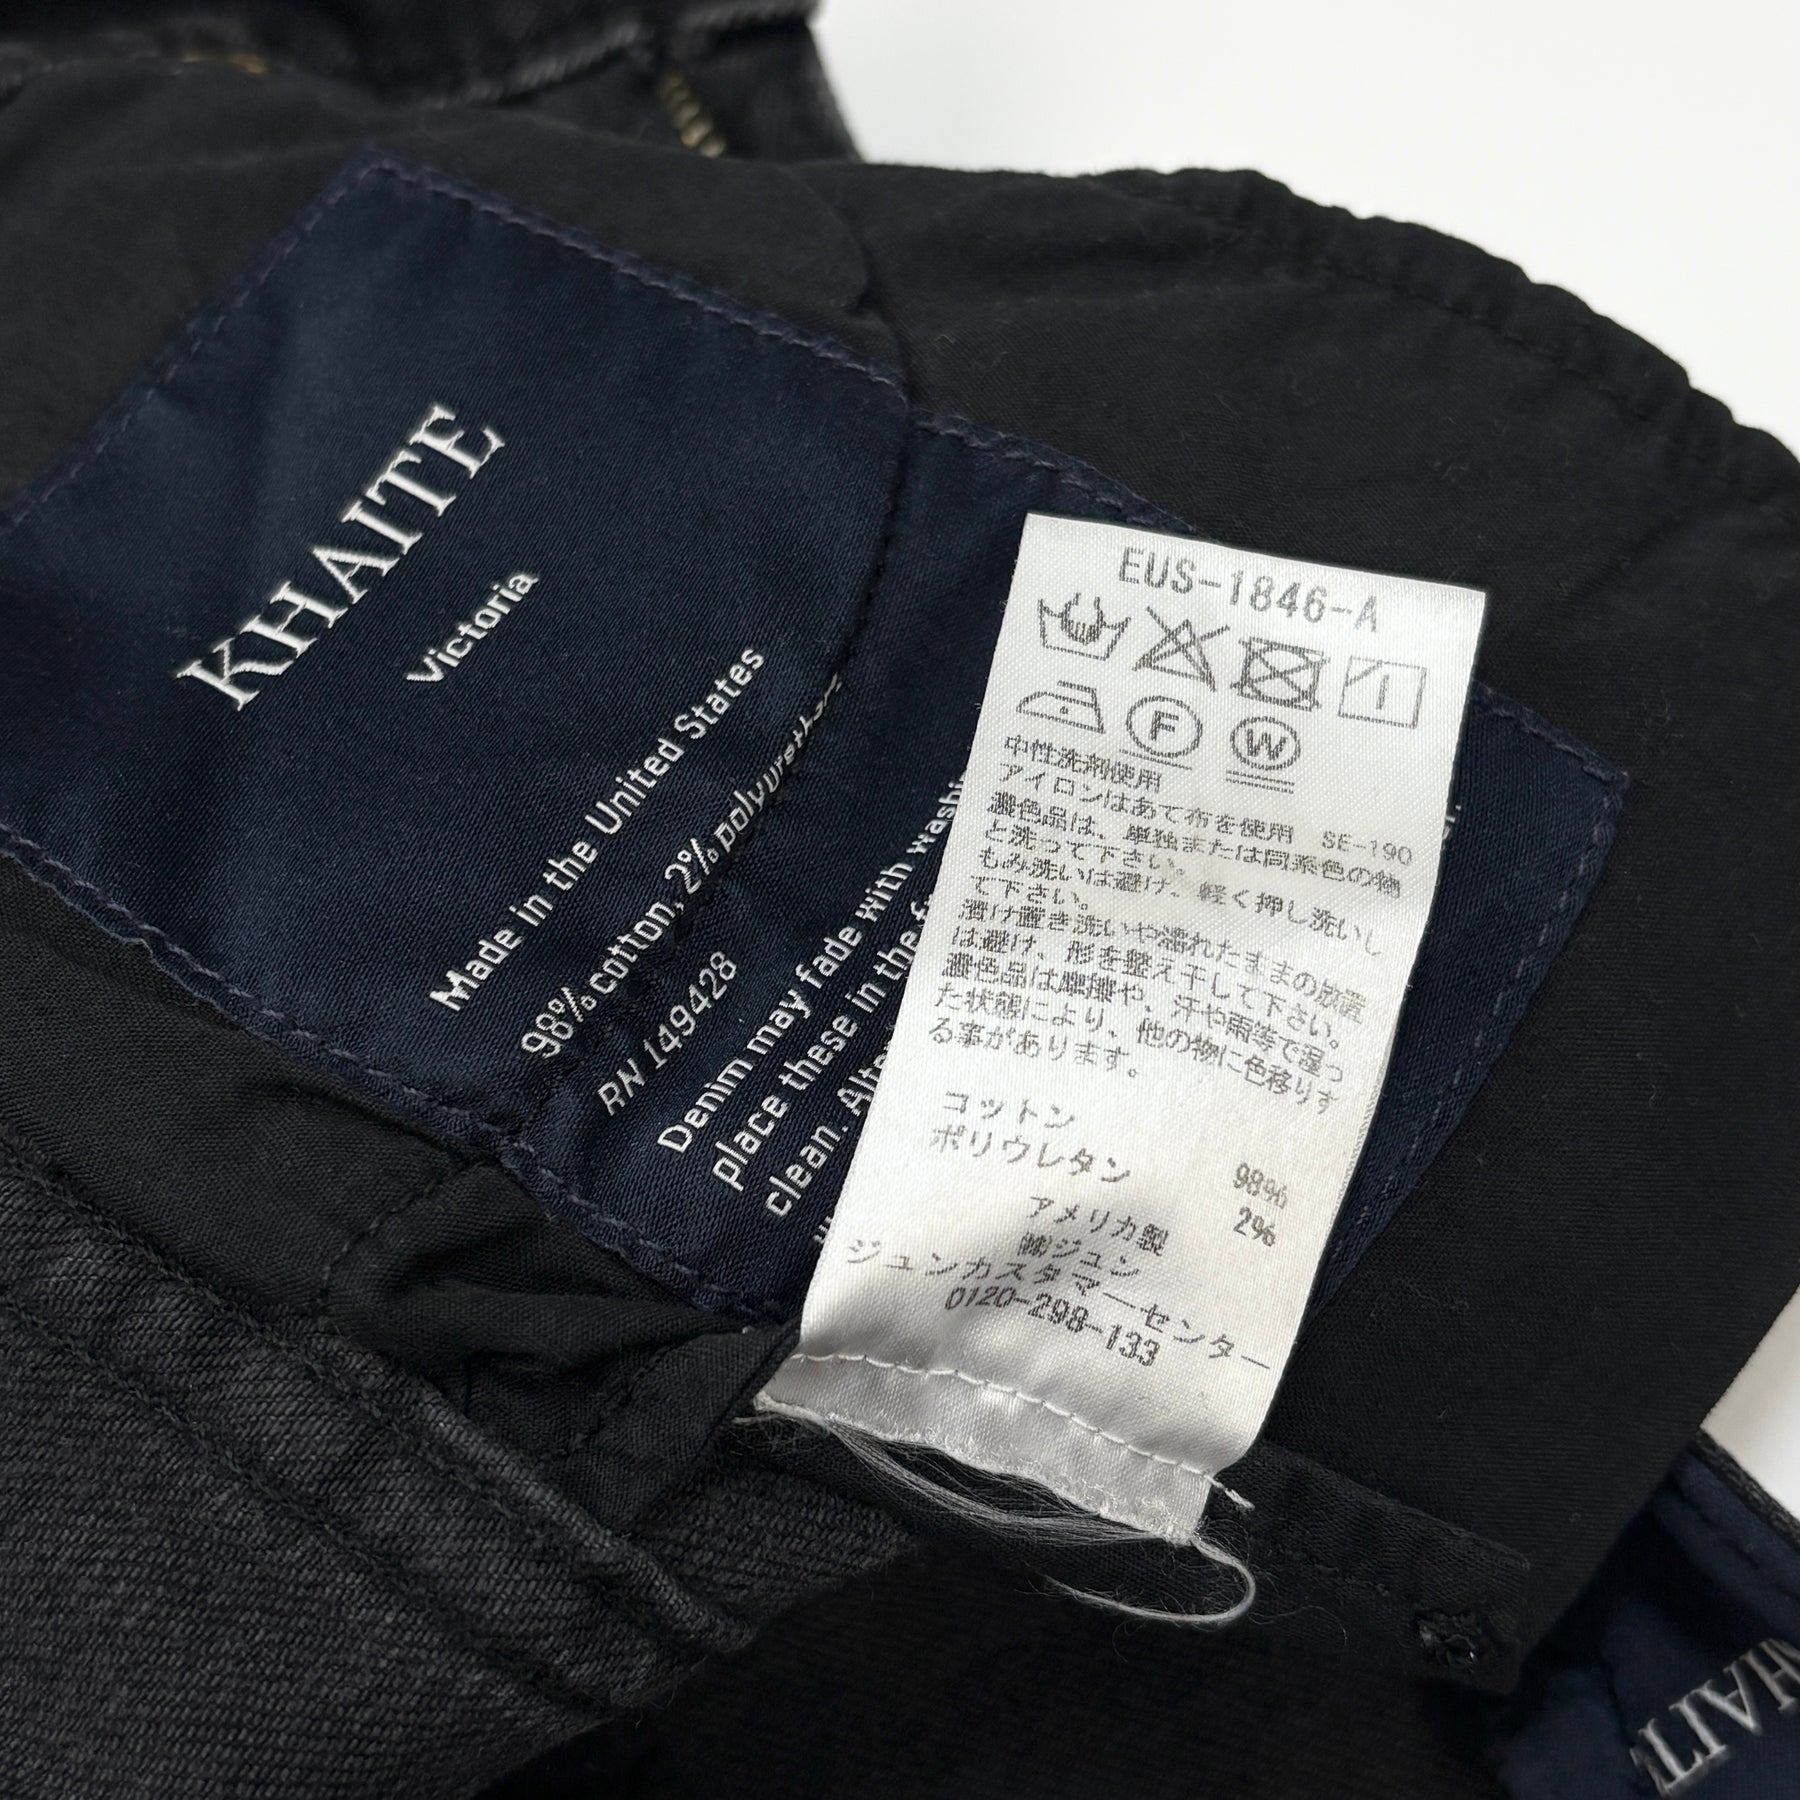 KHAITE
Victoria
Made in the United States
98% cotton, 2% polyurethane
RN 149428
Denim may fade with
place these in the
clean.
EUS-1846-A
F W
中性洗剤使用
アイロンはあて布を使用 SE-190
濃色品は、単独または同系色の物
と洗って下さい。
もみ洗いは避け、軽く押し洗いし
て下さい。
漬け置き洗いや濡れたままの放置
は避け、形を整え干して下さい。
濃色品は摩擦や、汗や雨等で湿っ
た状態により、他の物に色移りす
る事があります。
コットン 98%
ポリウレタン 2%
アメリカ製
㈱ジュン
ジュンカスタマーセンター
0120-298-133